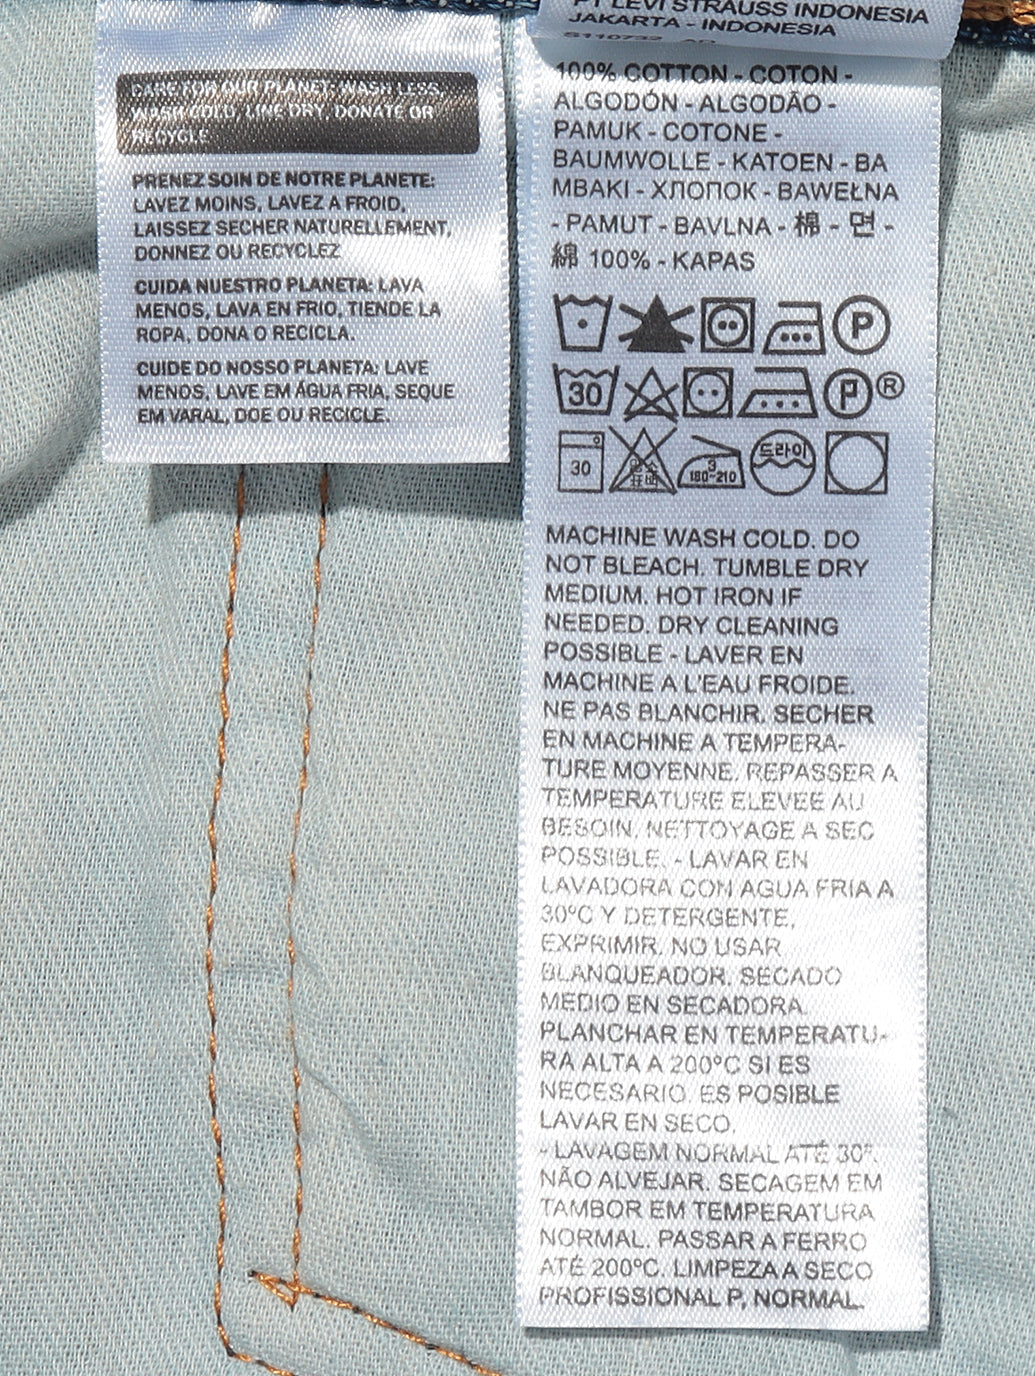 CARE FOR OUR PLANET: WASH LESS,
WASH COLD, LINE DRY, DONATE OR
RECYCLE
PRENEZ SOIN DE NOTRE PLANETE:
LAVEZ MOINS, LAVEZ A FROID,
LAISSEZ SECHER NATURELLEMENT,
DONNEZ OU RECYCLEZ
CUIDA NUESTRO PLANETA: LAVA
MENOS, LAVA EN FRIO, TIENDE LA
ROPA, DONA O RECICLA.
CUIDE DO NOSSO PLANETA: LAVE
MENOS, LAVE EM ÁGUA FRIA, SEQUE
EM VARAL, DOE OU RECICLE.
PT LEVI STRAUSS INDONESIA
JAKARTA - INDONESIA
100% COTTON - COTON -
ALGODÓN - ALGODÃO -
PAMUK - COTONE -
BAUMWOLLE - KATOEN - BA
MBAKI - ХЛОПОК - BAWEŁNA
- PAMUT - BAVLNA - 棉 - 면 -
綿 100% - KAPAS
P
30 P ®
30 3 180~210 드라이
MACHINE WASH COLD. DO
NOT BLEACH. TUMBLE DRY
MEDIUM. HOT IRON IF
NEEDED. DRY CLEANING
POSSIBLE - LAVER EN
MACHINE A L'EAU FROIDE.
NE PAS BLANCHIR. SECHER
EN MACHINE A TEMPERA-
TURE MOYENNE. REPASSER A
TEMPERATURE ELEVEE AU
BESOIN. NETTOYAGE A SEC
POSSIBLE. - LAVAR EN
LAVADORA CON AGUA FRIA A
30ºC Y DETERGENTE,
EXPRIMIR. NO USAR
BLANQUEADOR. SECADO
MEDIO EN SECADORA.
PLANCHAR EN TEMPERATU-
RA ALTA A 200ºC SI ES
NECESARIO. ES POSIBLE
LAVAR EN SECO.
- LAVAGEM NORMAL ATÉ 30º.
NÃO ALVEJAR. SECAGEM EM
TAMBOR EM TEMPERATURA
NORMAL. PASSAR A FERRO
ATÉ 200ºC. LIMPEZA A SECO
PROFISSIONAL P, NORMAL.